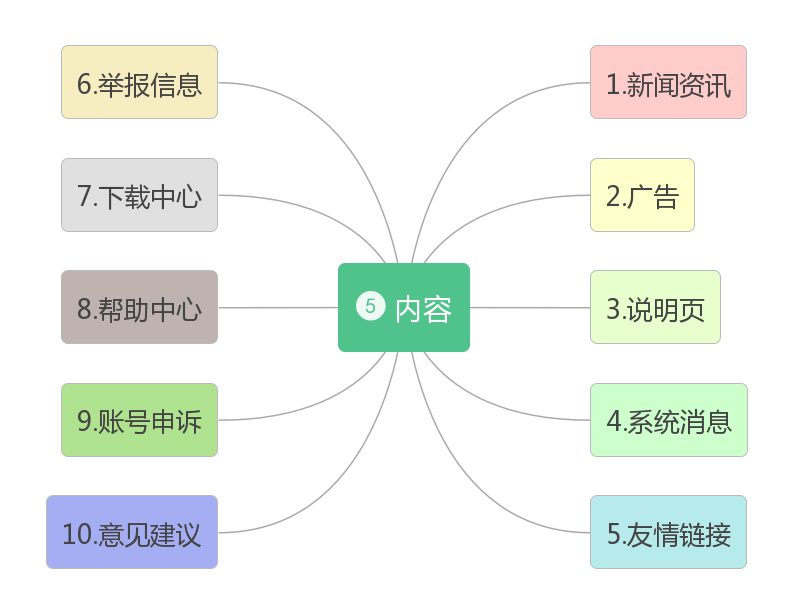 6.举报信息
7.下载中心
8.帮助中心
9.账号申诉
10.意见建议
5 内容
1.新闻资讯
2.广告
3.说明页
4.系统消息
5.友情链接